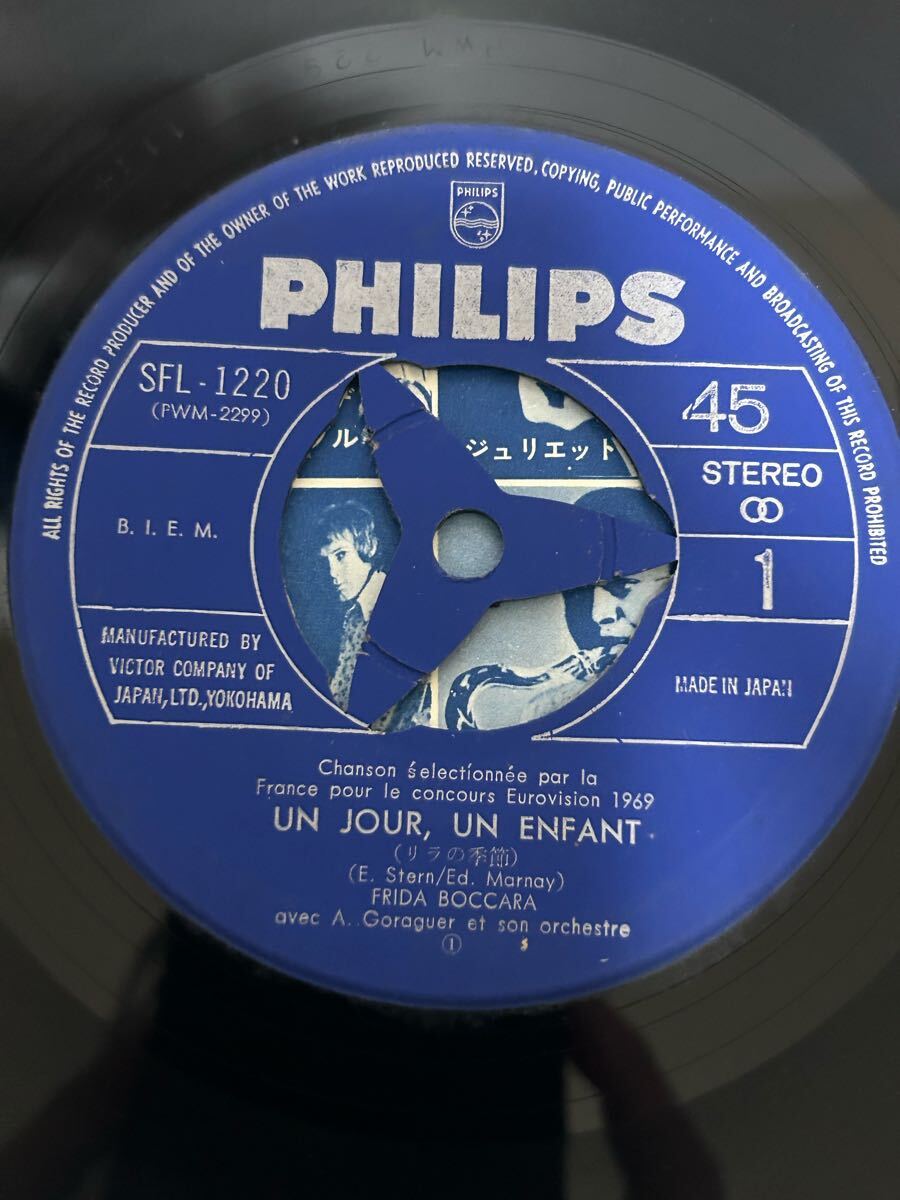 ALL RIGHTS OF THE RECORD PRODUCER AND OF THE OWNER OF THE WORK REPRODUCED RESERVED, COPYING, PUBLIC PERFORMANCE AND BROADCASTING OF THIS RECORD PROHIBITED
PHILIPS
PHILIPS
SFL-1220
(PWM-2299)
45
STEREO
1
B. I. E. M.
ジュリエット
MANUFACTURED BY
VICTOR COMPANY OF
JAPAN, LTD., YOKOHAMA
MADE IN JAPAN
Chanson śelectionnée par la
France pour le concours Eurovision 1969
UN JOUR, UN ENFANT
(リラの季節)
(E. Stern/Ed. Marnay)
FRIDA BOCCARA
avec A. Goraguer et son orchestre
①